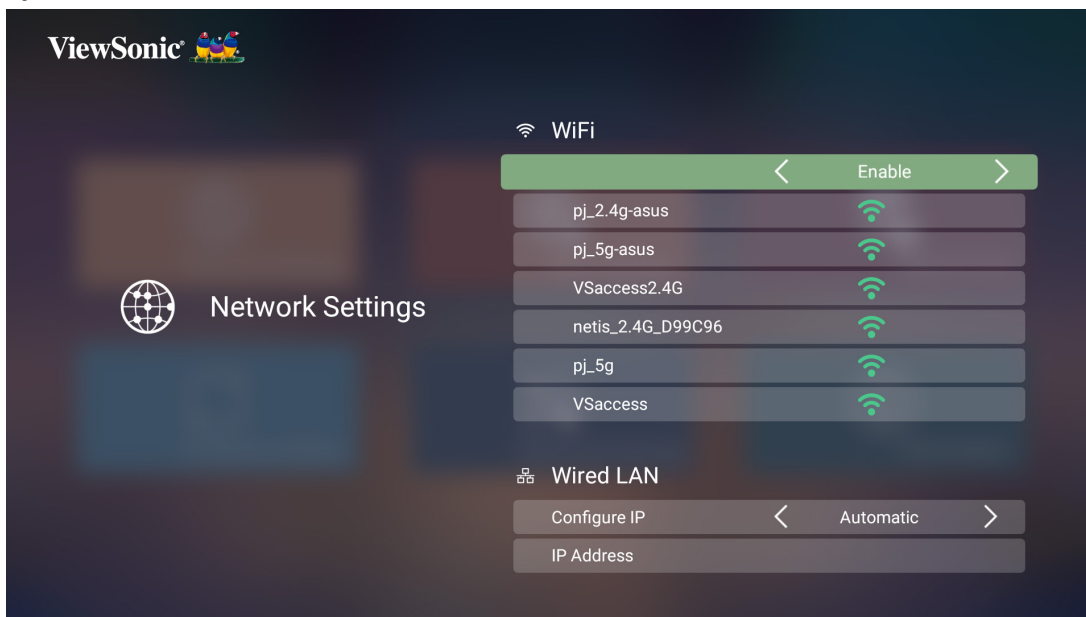 ViewSonic®
WiFi
Enable
pj_2.4g-asus
pj_5g-asus
VSaccess2.4G
netis_2.4G_D99C96
pj_5g
VSaccess
Network Settings
Wired LAN
Configure IP Automatic
IP Address